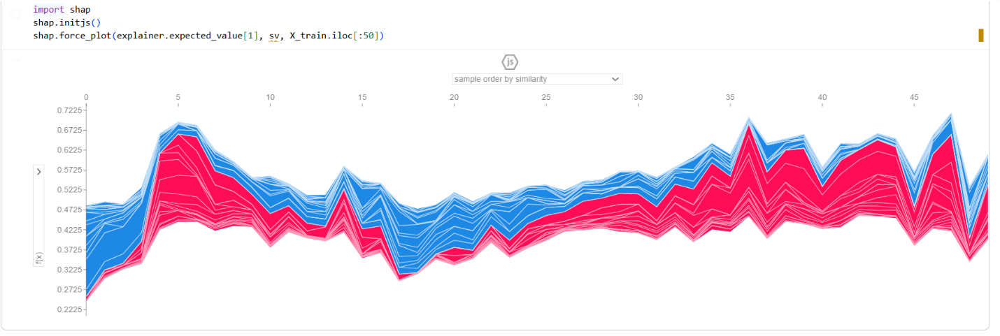 import shap
shap.initjs()
shap.force_plot(explainer.expected_value[1], sv, X_train.iloc[:50])
js
sample order by similarity
0 5 10 15 20 25 30 35 40 45
0.7225
0.6725
0.6225
0.5725
0.5225
0.4725
0.4225
0.3725
0.3225
0.2725
0.2225
f(x)